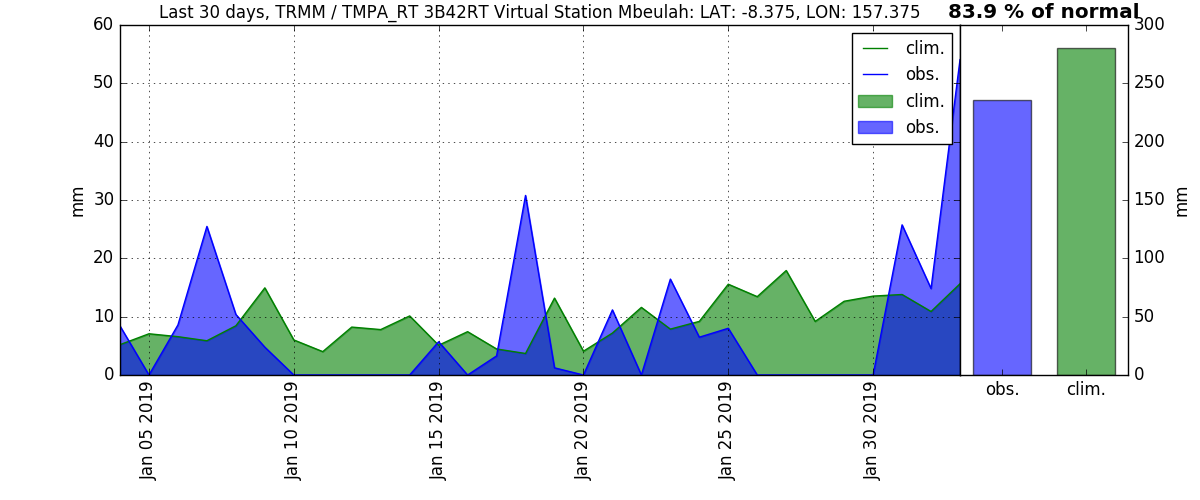 Last 30 days, TRMM / TMPA_RT 3B42RT Virtual Station Mbeulah: LAT: -8.375, LON: 157.375
83.9 % of normal
60
50
40
30
20
10
0
mm
clim.
obs.
clim.
obs.
Jan 05 2019
Jan 10 2019
Jan 15 2019
Jan 20 2019
Jan 25 2019
Jan 30 2019
300
250
200
150
100
50
0
mm
obs.
clim.